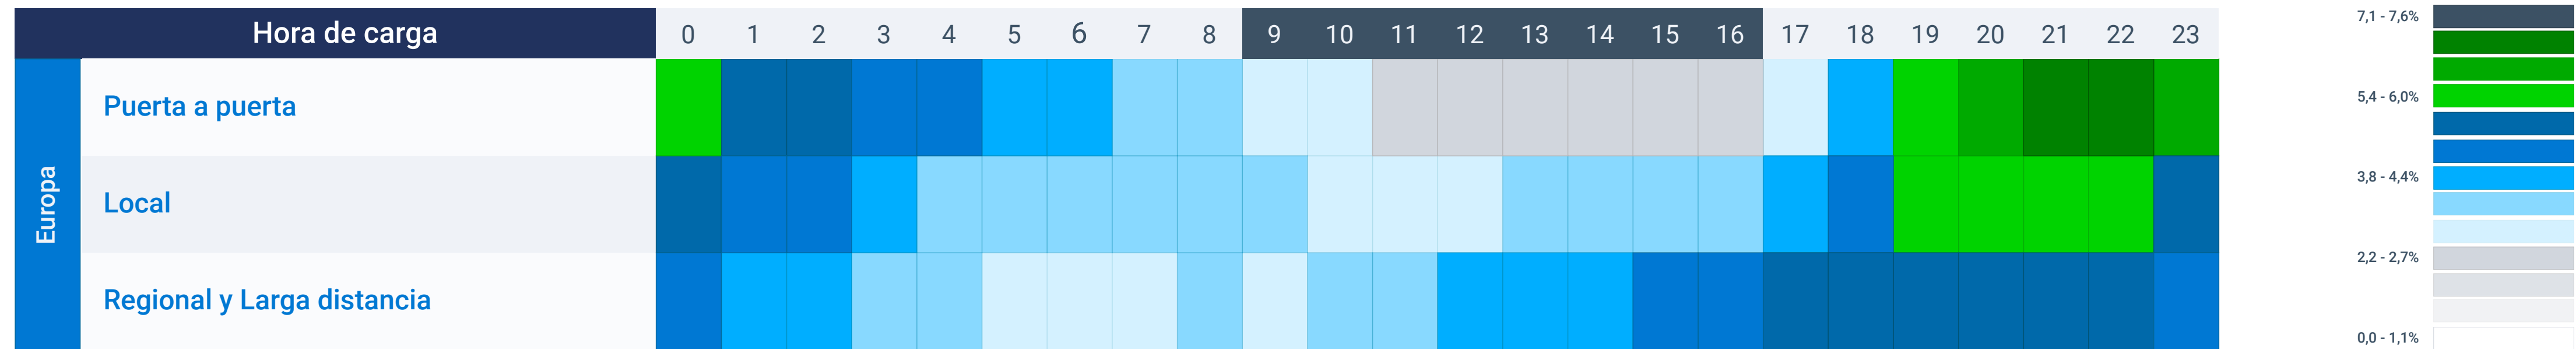 Hora de carga 0 1 2 3 4 5 6 7 8 9 10 11 12 13 14 15 16 17 18 19 20 21 22 23
Europa
Puerta a puerta
Local
Regional y Larga distancia
7,1 - 7,6%
5,4 - 6,0%
3,8 - 4,4%
2,2 - 2,7%
0,0 - 1,1%